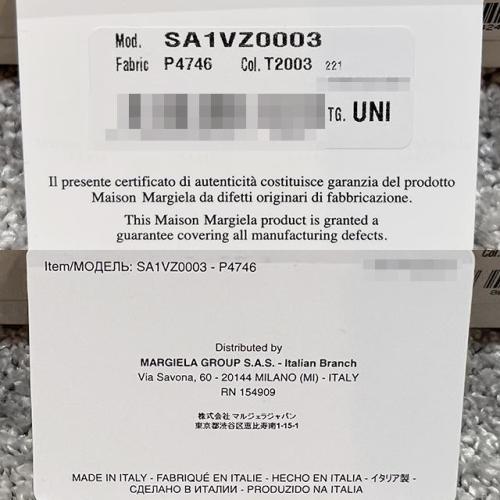 Mod. SA1VZ0003
Fabric P4746 Col. T2003 221
TG. UNI
Il presente certificato di autenticità costituisce garanzia del prodotto
Maison Margiela da difetti originari di fabbricazione.
This Maison Margiela product is granted a
guarantee covering all manufacturing defects.
Item/МОДЕЛЬ: SA1VZ0003 - P4746
Distributed by
MARGIELA GROUP S.A.S. - Italian Branch
Via Savona, 60 - 20144 MILANO (MI) - ITALY
RN 154909
株式会社 マルジェラジャパン
東京都渋谷区恵比寿南1-15-1
MADE IN ITALY - FABRIQUÉ EN ITALIE - HECHO EN ITALIA - イタリア製 -
СДЕЛАНО В ИТАЛИИ - PRODUZIDO NA ITALIA